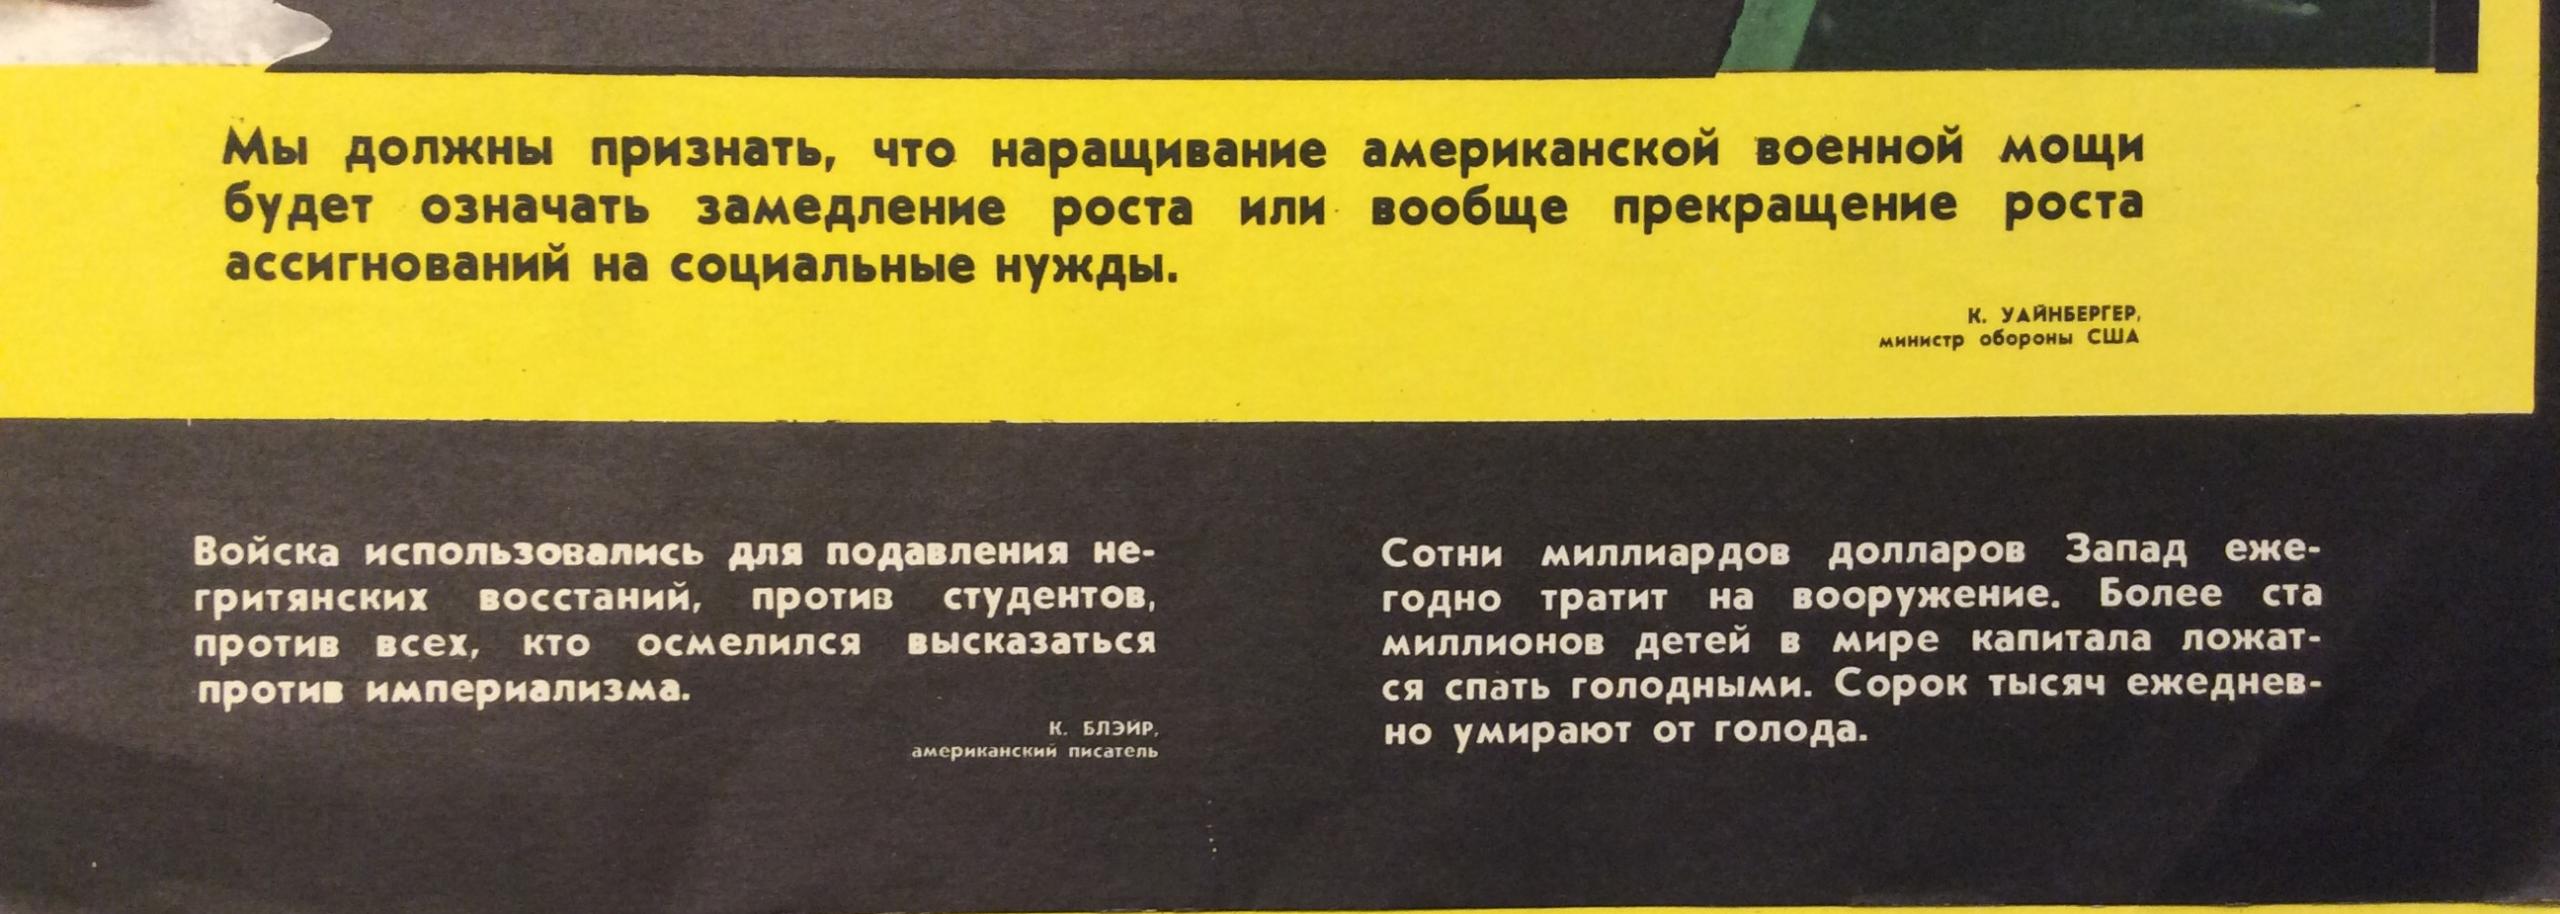 Мы должны признать, что наращивание американской военной мощи
будет означать замедление роста или вообще прекращение роста
ассигнований на социальные нужды.
К. УАЙНБЕРГЕР,
министр обороны США
Войска использовались для подавления не-
гритянских восстаний, против студентов,
против всех, кто осмелился высказаться
против империализма.
К. БЛЭИР,
американский писатель
Сотни миллиардов долларов Запад еже-
годно тратит на вооружение. Более ста
миллионов детей в мире капитала ложат-
ся спать голодными. Сорок тысяч ежеднев-
но умирают от голода.